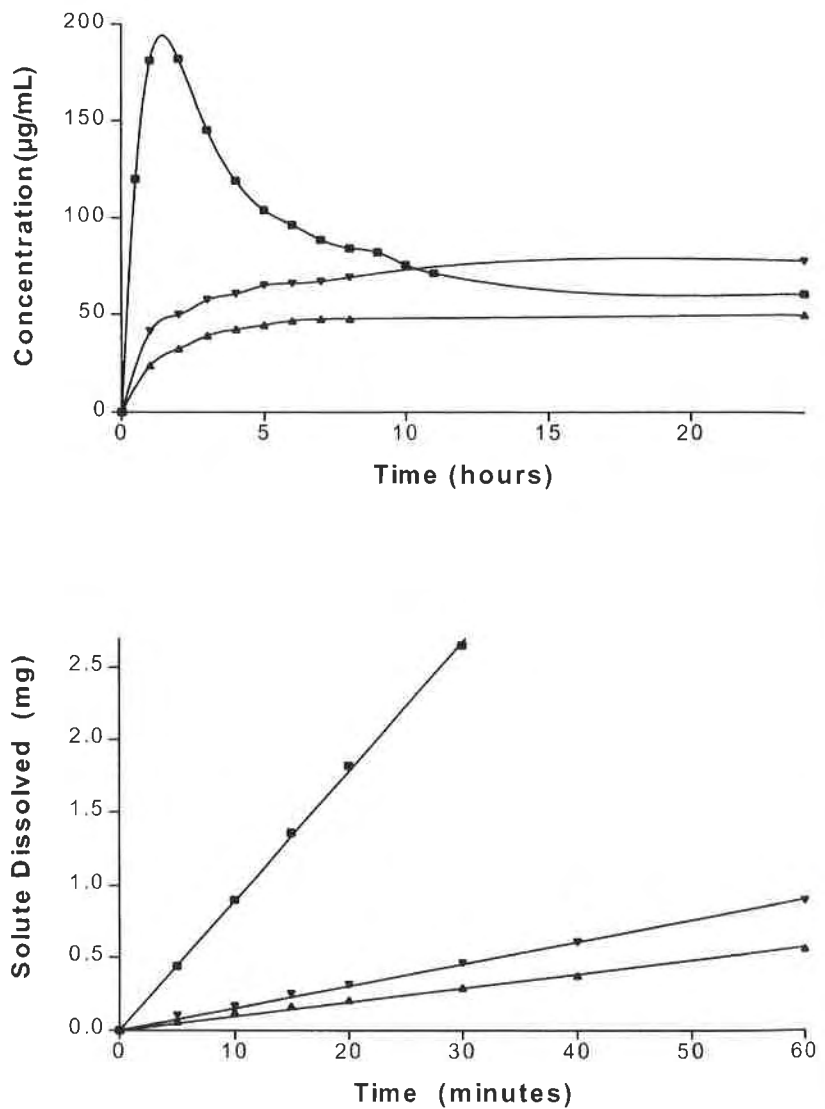 200
150
100
50
0
Concentration (µg/mL)
0 5 10 15 20
Time (hours)
2.5
2.0
1.5
1.0
0.5
0.0
Solute Dissolved (mg)
0 10 20 30 40 50 60
Time (minutes)